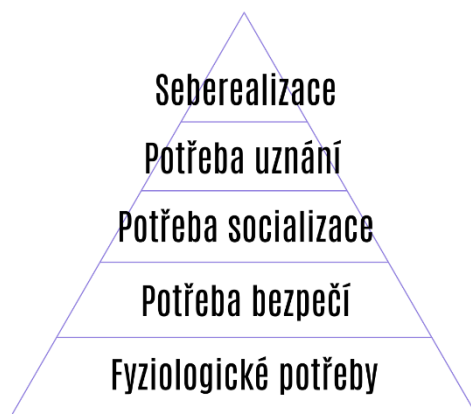 Seberealizace
Potřeba uznání
Potřeba socializace
Potřeba bezpečí
Fyziologické potřeby